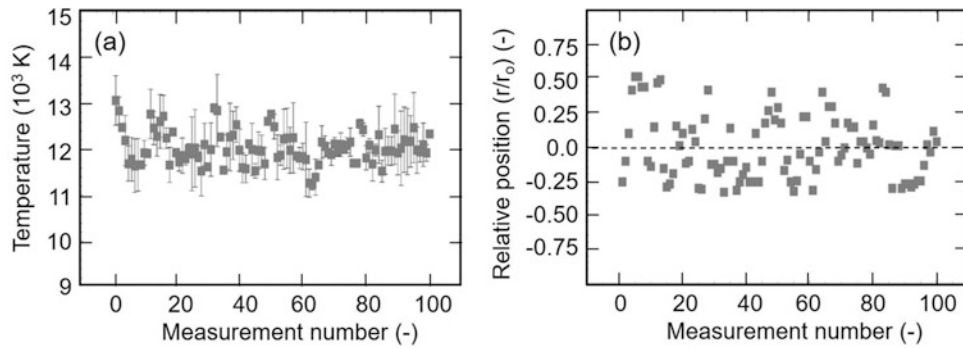 (a)
Temperature (10³ K)
15
14
13
12
11
10
9
0 20 40 60 80 100
Measurement number (-)
(b)
Relative position (r/rₒ) (-)
0.75
0.50
0.25
0.0
-0.25
-0.50
-0.75
0 20 40 60 80 100
Measurement number (-)